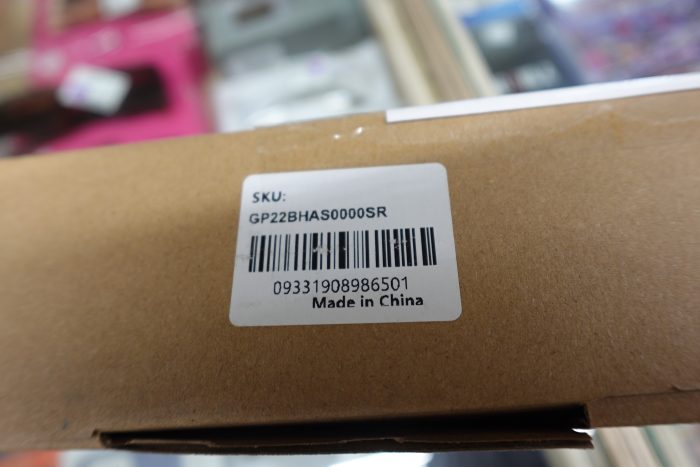 SKU:
GP22BHAS0000SR
09331908986501
Made in China